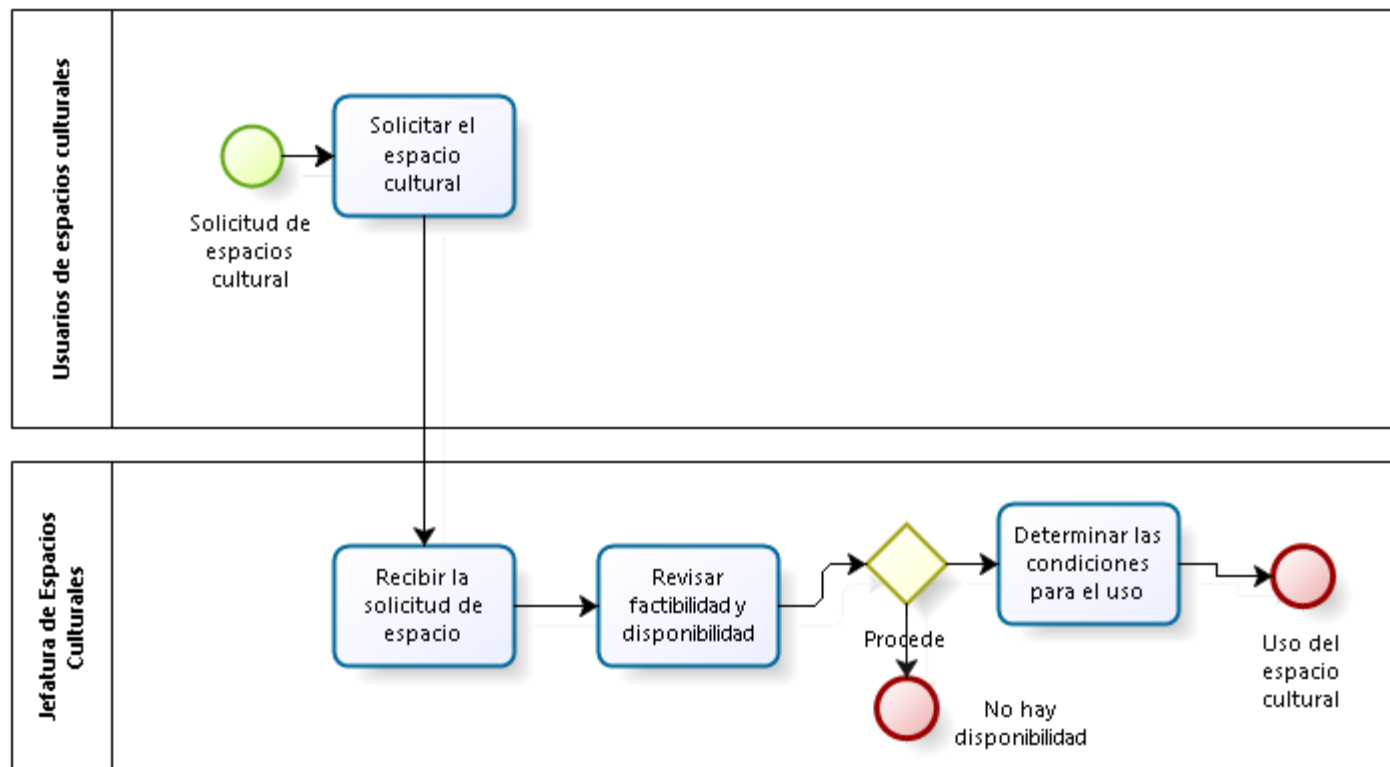 Usuarios de espacios culturales
Solicitud de
espacios
cultural
Solicitar el
espacio
cultural
Jefatura de Espacios
Culturales
Recibir la
solicitud de
espacio
Revisar
factibilidad y
disponibilidad
Procede
No hay
disponibilidad
Determinar las
condiciones
para el uso
Uso del
espacio
cultural